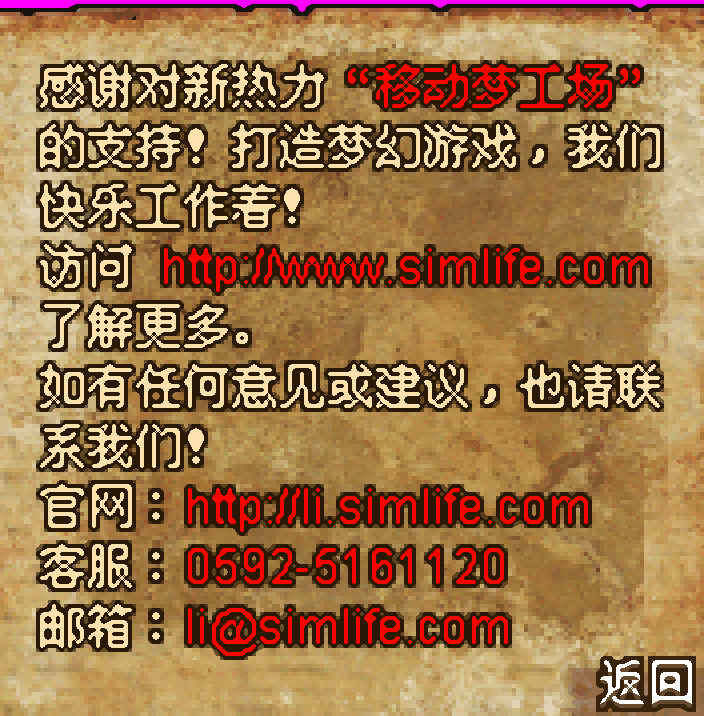 感谢对新热力“移动梦工场”
的支持！打造梦幻游戏，我们
快乐工作着！
访问 http://www.simlife.com
了解更多。
如有任何意见或建议，也请联
系我们！
官网：http://li.simlife.com
客服：0592-5161120
邮箱：li@simlife.com
返回